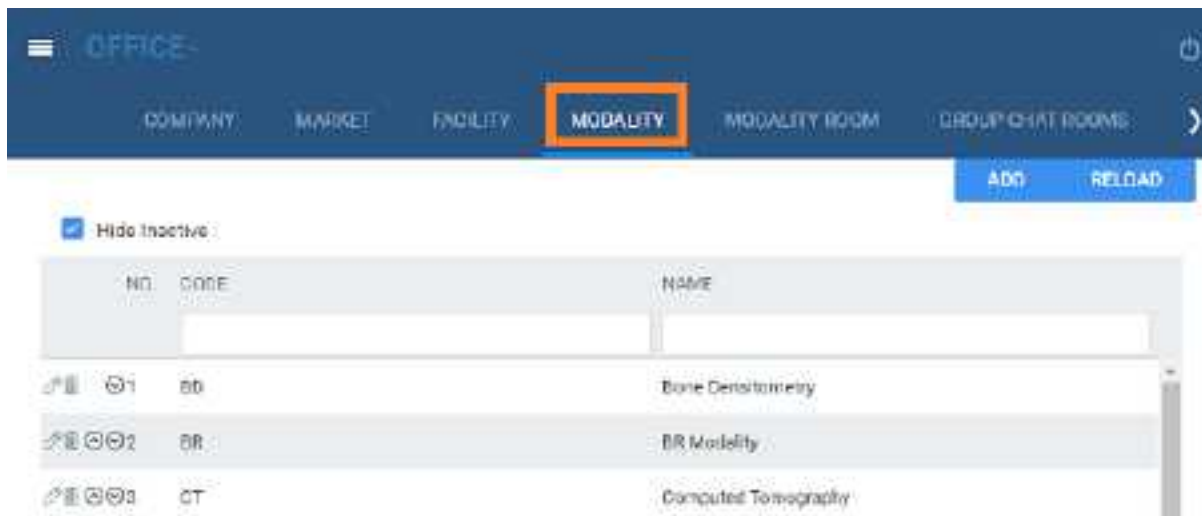 OFFICE-
COMPANY MARKET FACILITY MODALITY MODALITY ROOM GROUP CHAT ROOMS
ADD RELOAD
Hide Inactive
NO. CODE NAME
1 BD Bone Densitometry
2 BR BR Modality
3 CT Computed Tomography